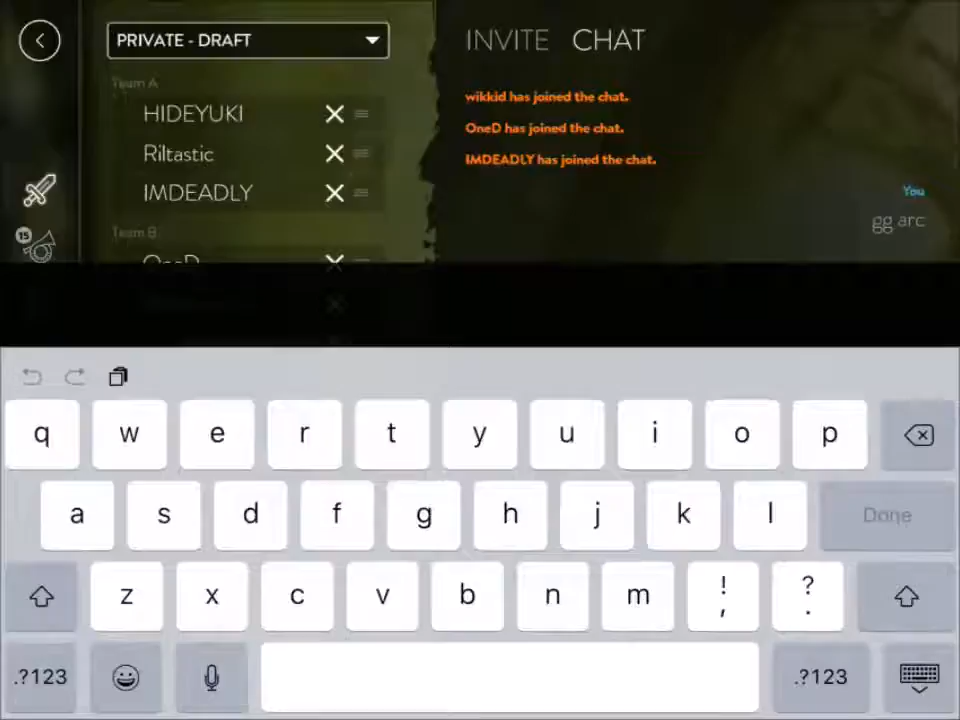 PRIVATE - DRAFT
Team A
HIDEYUKI
Riltastic
IMDEADLY
Team B
OneD
15
INVITE CHAT
wikkid has joined the chat.
OneD has joined the chat.
IMDEADLY has joined the chat.
You
gg arc
q w e r t y u i o p
a s d f g h j k l Done
z x c v b n m ! , ? .
.?123 .?123